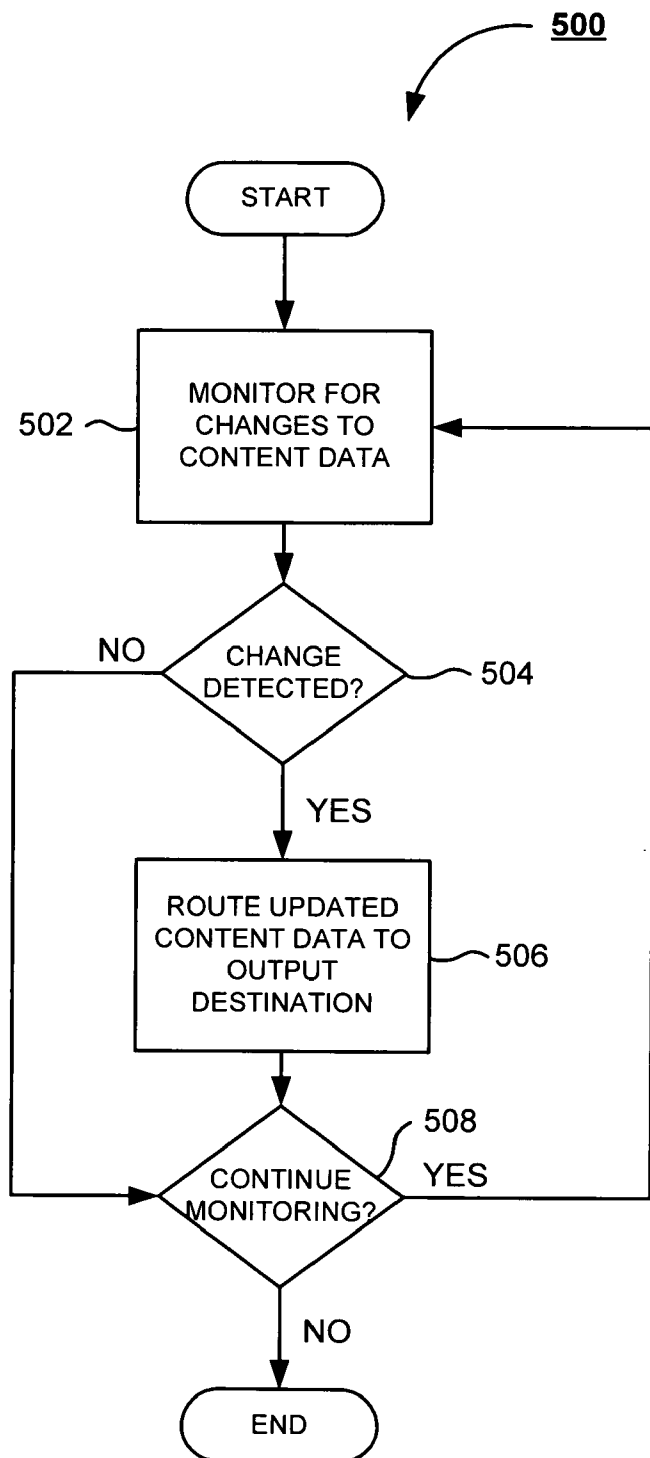 500
START
MONITOR FOR
CHANGES TO
CONTENT DATA
502
NO
CHANGE
DETECTED?
504
YES
ROUTE UPDATED
CONTENT DATA TO
OUTPUT
DESTINATION
506
508
CONTINUE
MONITORING?
YES
NO
END